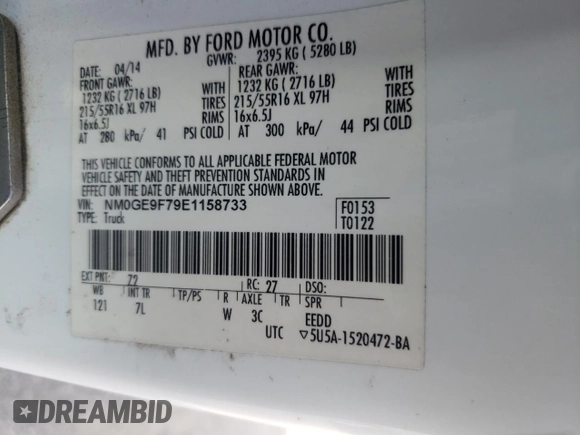 MFD. BY FORD MOTOR CO.
DATE: 04/14 GVWR: 2395 KG ( 5280 LB)
FRONT GAWR: REAR GAWR:
1232 KG ( 2716 LB) WITH 1232 KG ( 2716 LB) WITH
215/55R16 XL 97H TIRES 215/55R16 XL 97H TIRES
16x6.5J RIMS 16x6.5J RIMS
AT 280 kPa/ 41 PSI COLD AT 300 kPa/ 44 PSI COLD
THIS VEHICLE CONFORMS TO ALL APPLICABLE FEDERAL MOTOR
VEHICLE SAFETY AND THEFT PREVENTION STANDARDS IN
EFFECT ON THE DATE OF MANUFACTURE SHOWN ABOVE.
VIN: NM0GE9F79E1158733 F0153
TYPE: Truck T0122
EXT PNT: 72 RC: 27 DSO:
WB INT TR TP/PS R AXLE TR SPR
121 7L W 3C EEDD
UTC ▽5U5A-1520472-BA
DREAMBID